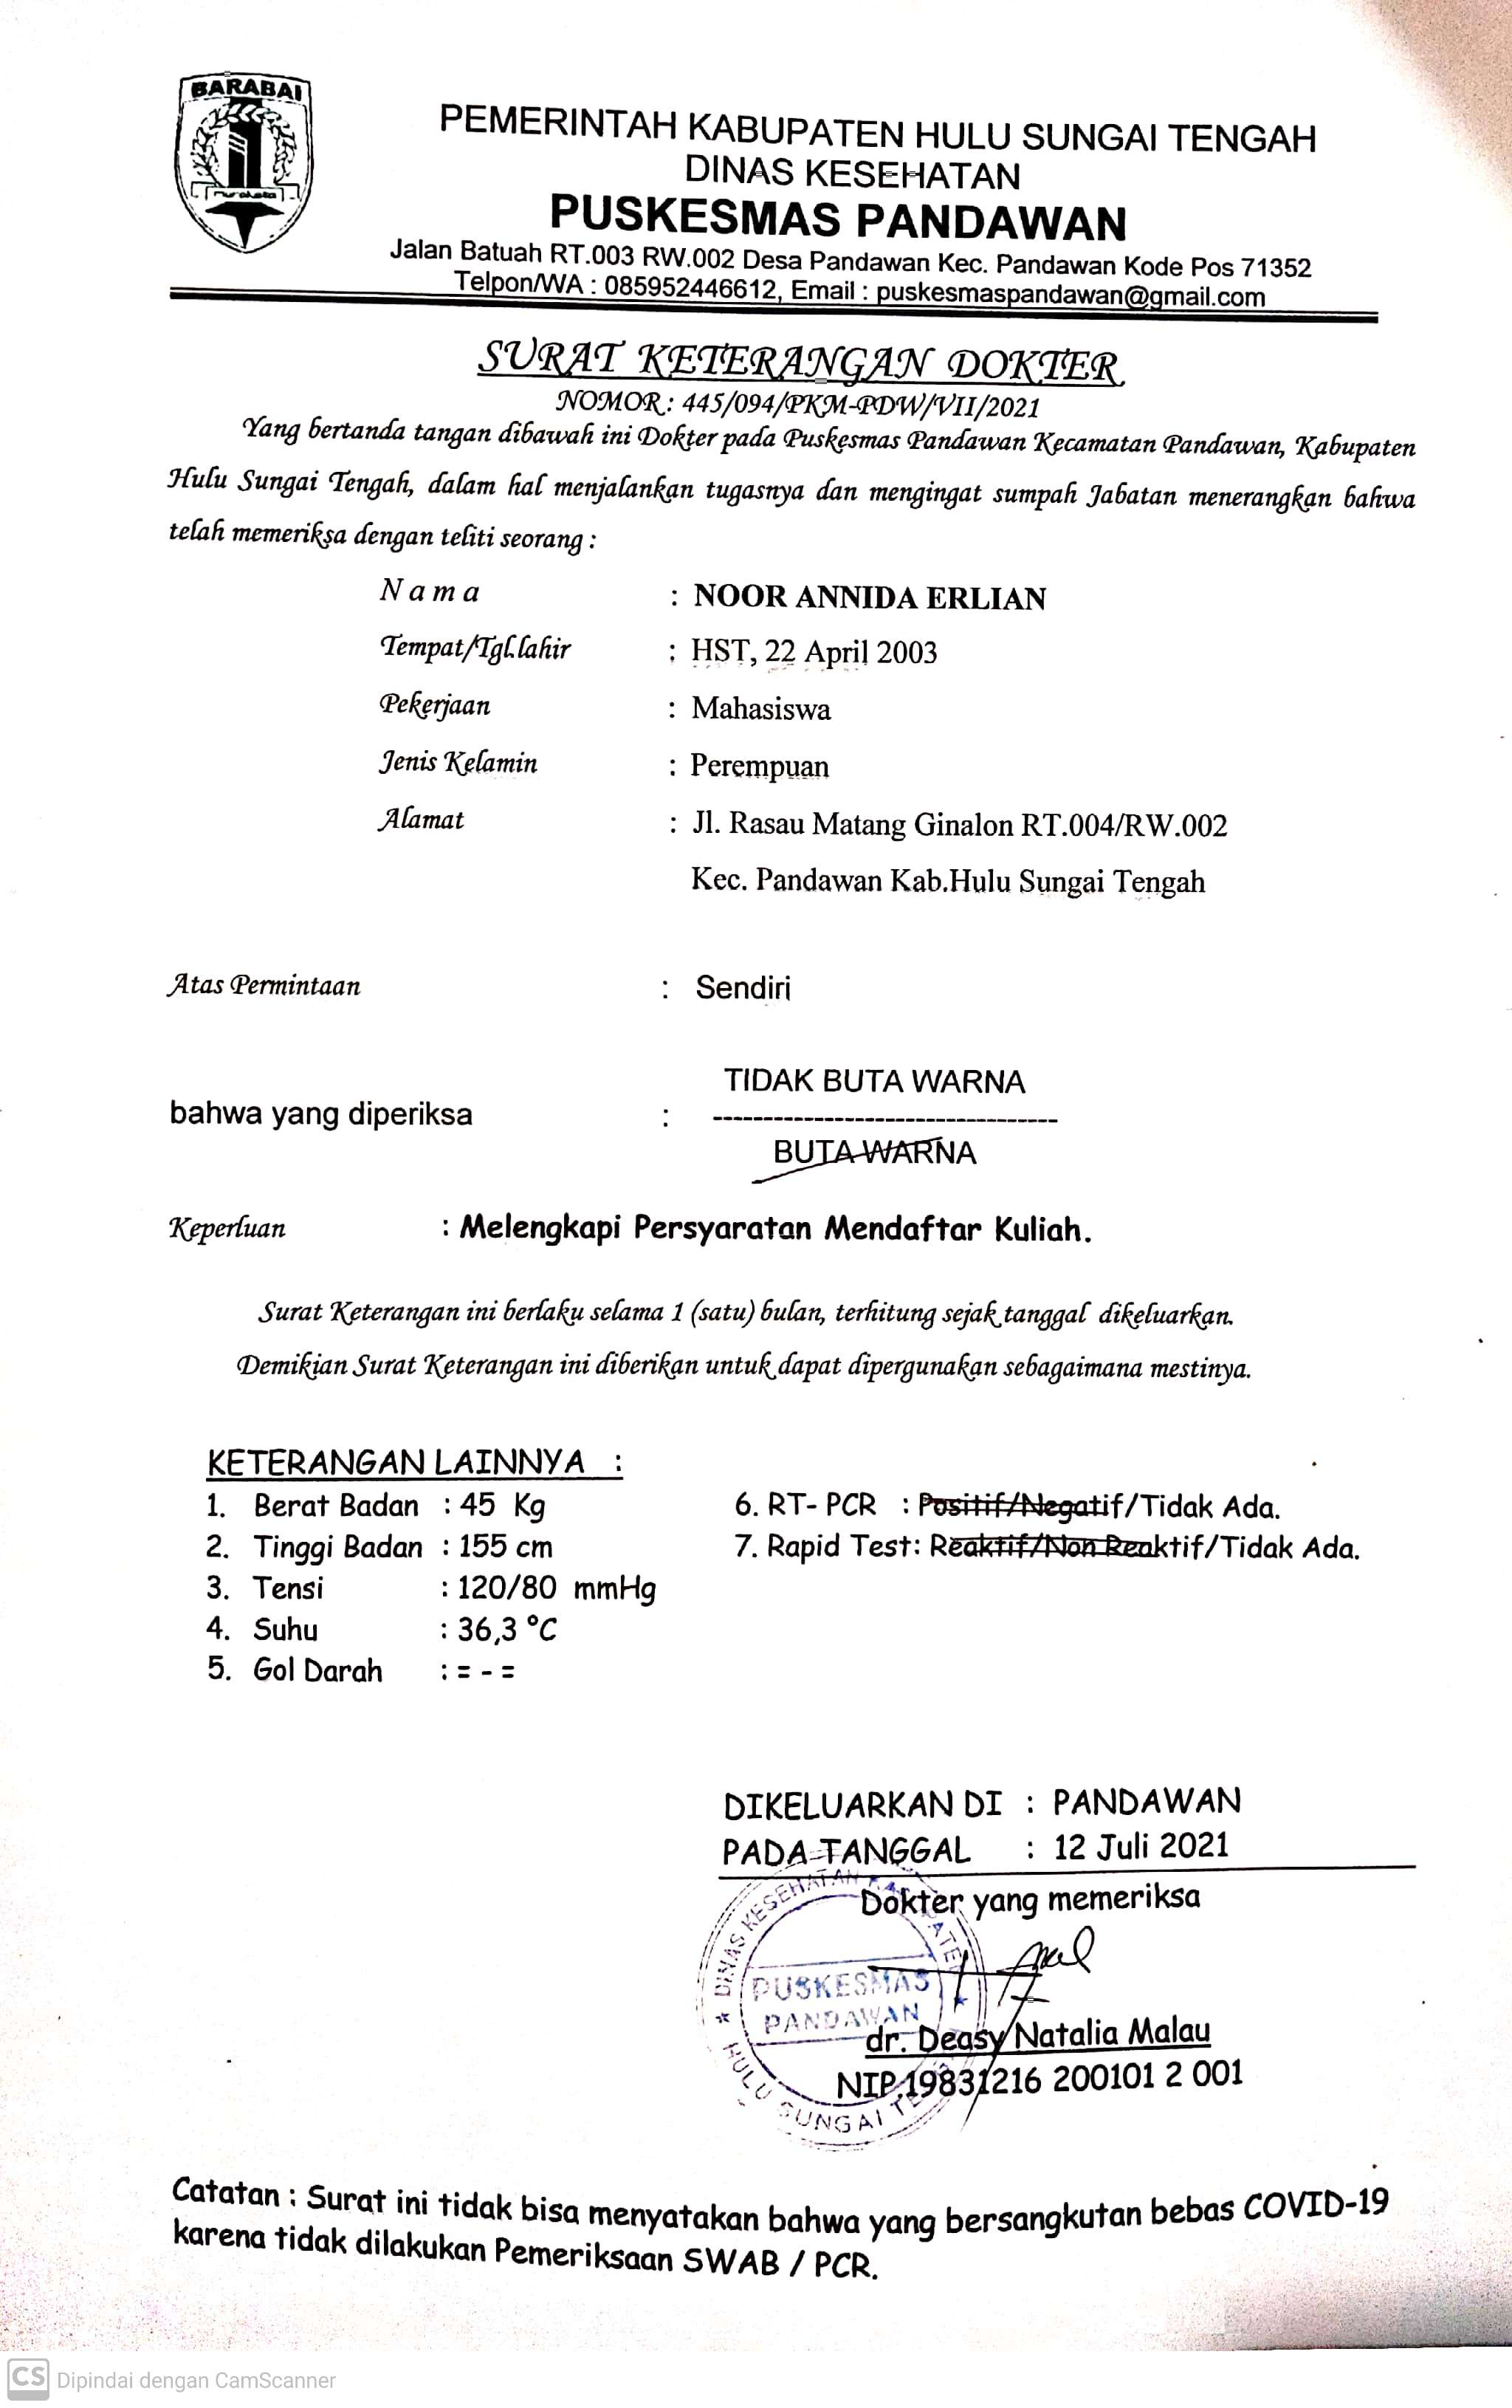 BARABAI
murakata
PEMERINTAH KABUPATEN HULU SUNGAI TENGAH
DINAS KESEHATAN
PUSKESMAS PANDAWAN
Jalan Batuah RT.003 RW.002 Desa Pandawan Kec. Pandawan Kode Pos 71352
Telpon/WA : 085952446612, Email : puskesmaspandawan@gmail.com
SURAT KETERANGAN DOKTER
NOMOR : 445/094/PKM-PDW/VII/2021
Yang bertanda tangan dibawah ini Dokter pada Puskesmas Pandawan Kecamatan Pandawan, Kabupaten
Hulu Sungai Tengah, dalam hal menjalankan tugasnya dan mengingat sumpah Jabatan menerangkan bahwa
telah memeriksa dengan teliti seorang :
N a m a : NOOR ANNIDA ERLIAN
Tempat/Tgl.lahir : HST, 22 April 2003
Pekerjaan : Mahasiswa
Jenis Kelamin : Perempuan
Alamat : Jl. Rasau Matang Ginalon RT.004/RW.002
Kec. Pandawan Kab.Hulu Sungai Tengah
Atas Permintaan : Sendiri
TIDAK BUTA WARNA
bahwa yang diperiksa : ----------------------------------
BUTA WARNA
Keperluan : Melengkapi Persyaratan Mendaftar Kuliah.
Surat Keterangan ini berlaku selama 1 (satu) bulan, terhitung sejak tanggal dikeluarkan.
Demikian Surat Keterangan ini diberikan untuk dapat dipergunakan sebagaimana mestinya.
KETERANGAN LAINNYA :
1. Berat Badan : 45 Kg
2. Tinggi Badan : 155 cm
3. Tensi : 120/80 mmHg
4. Suhu : 36,3 °C
5. Gol Darah : = - =
6. RT- PCR : Positif/Negatif/Tidak Ada.
7. Rapid Test: Reaktif/Non Reaktif/Tidak Ada.
DIKELUARKAN DI : PANDAWAN
PADA TANGGAL : 12 Juli 2021
Dokter yang memeriksa
DINAS KESEHATAN KABUPATEN
PUSKESMAS
PANDAWAN
HULU SUNGAI TENGAH
dr. Deasy Natalia Malau
NIP.19831216 200101 2 001
Catatan : Surat ini tidak bisa menyatakan bahwa yang bersangkutan bebas COVID-19
karena tidak dilakukan Pemeriksaan SWAB / PCR.
CS Dipindai dengan CamScanner